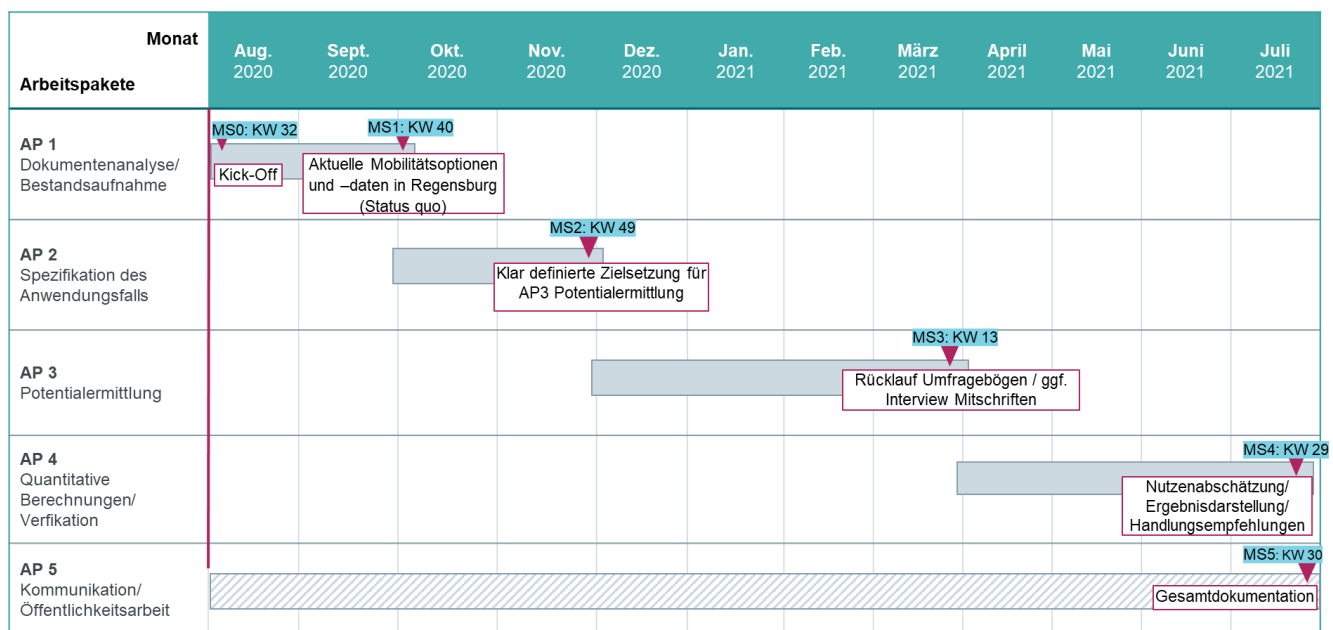 Monat
Arbeitspakete
Aug.
2020
Sept.
2020
Okt.
2020
Nov.
2020
Dez.
2020
Jan.
2021
Feb.
2021
März
2021
April
2021
Mai
2021
Juni
2021
Juli
2021
AP 1
Dokumentenanalyse/
Bestandsaufnahme
MS0: KW 32
Kick-Off
MS1: KW 40
Aktuelle Mobilitätsoptionen
und –daten in Regensburg
(Status quo)
AP 2
Spezifikation des
Anwendungsfalls
MS2: KW 49
Klar definierte Zielsetzung für
AP3 Potentialermittlung
AP 3
Potentialermittlung
MS3: KW 13
Rücklauf Umfragebögen / ggf.
Interview Mitschriften
AP 4
Quantitative
Berechnungen/
Verfikation
MS4: KW 29
Nutzenabschätzung/
Ergebnisdarstellung/
Handlungsempfehlungen
AP 5
Kommunikation/
Öffentlichkeitsarbeit
MS5: KW 30
Gesamtdokumentation